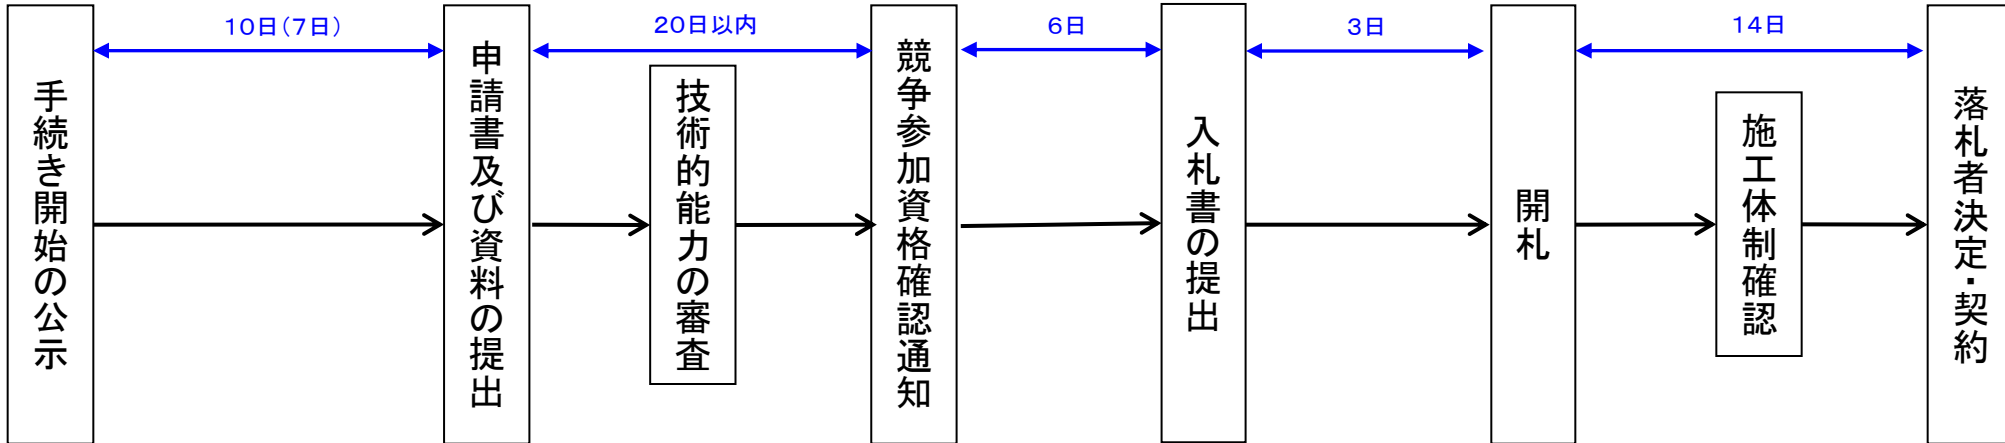 10日(7日)
20日以内
6日
3日
14日
手続き開始の公示
申請書及び資料の提出
技術的能力の審査
競争参加資格確認通知
入札書の提出
開札
施工体制確認
落札者決定・契約